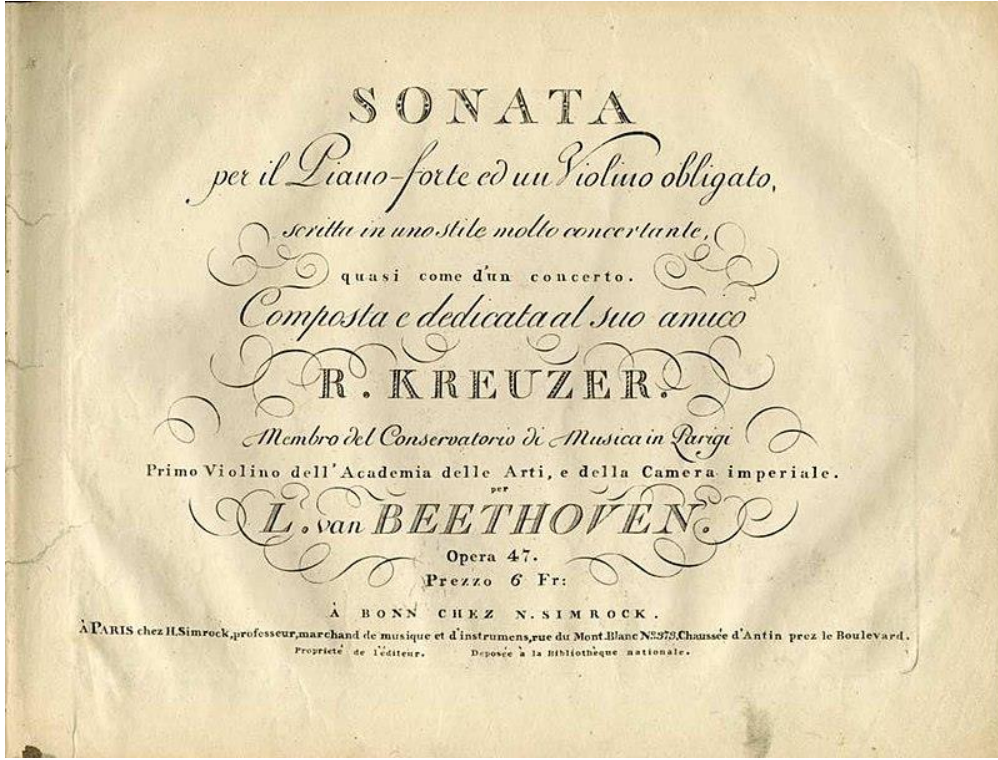 SONATA
per il Piano-forte ed un Violino obligato,
scritta in uno stile molto concertante,
quasi come d'un concerto.
Composta e dedicata al suo amico
R. KREUZER.
Membro del Conservatorio di Musica in Parigi
Primo Violino dell'Academia delle Arti, e della Camera imperiale.
per
L. van BEETHOVEN.
Opera 47.
Prezzo 6 Fr:
À BONN CHEZ N. SIMROCK.
À PARIS chez H. Simrock, professeur, marchand de musique et d'instrumens, rue du Mont Blanc No. 373. Chaussée d'Antin prez le Boulevard.
Proprieté de l'éditeur. Deposée à la Bibliothèque nationale.